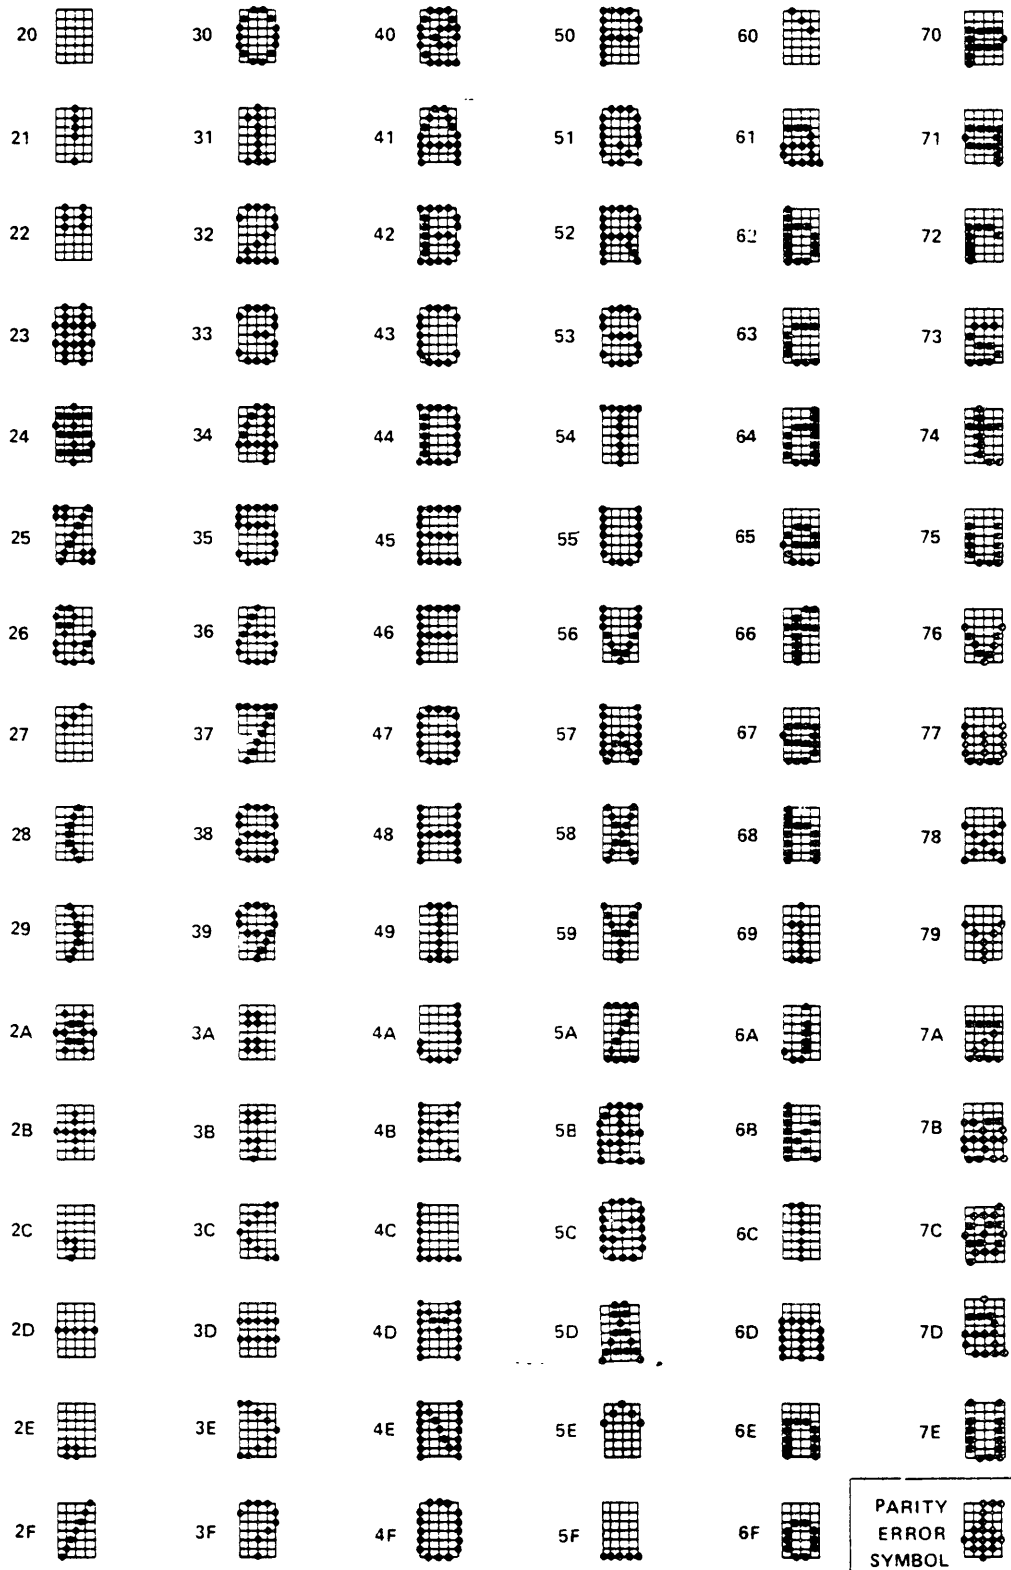 20 30 40 50 60 70
21 31 41 51 61 71
22 32 42 52 62 72
23 33 43 53 63 73
24 34 44 54 64 74
25 35 45 55 65 75
26 36 46 56 66 76
27 37 47 57 67 77
28 38 48 58 68 78
29 39 49 59 69 79
2A 3A 4A 5A 6A 7A
2B 3B 4B 5B 6B 7B
2C 3C 4C 5C 6C 7C
2D 3D 4D 5D 6D 7D
2E 3E 4E 5E 6E 7E
2F 3F 4F 5F 6F PARITY
ERROR
SYMBOL